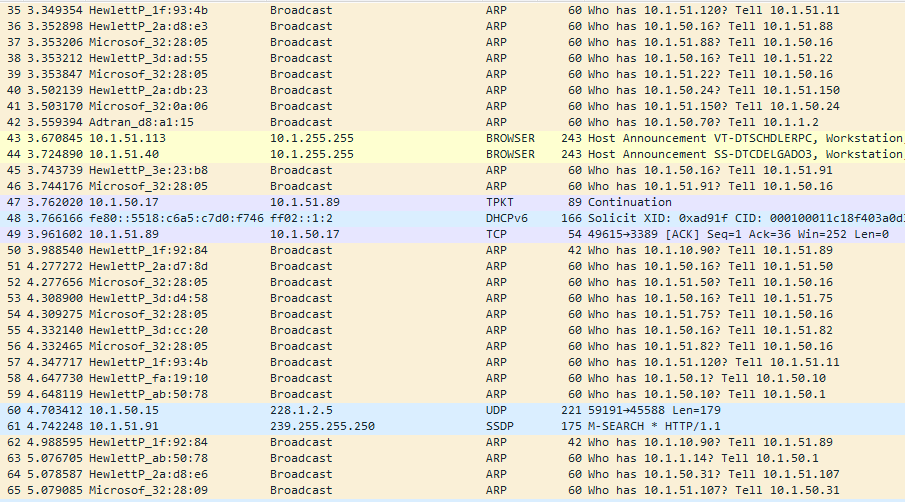 35 3.349354 HewlettP_1f:93:4b Broadcast ARP 60 Who has 10.1.51.120? Tell 10.1.51.11
36 3.352898 HewlettP_2a:d8:e3 Broadcast ARP 60 Who has 10.1.50.16? Tell 10.1.51.88
37 3.353206 Microsof_32:28:05 Broadcast ARP 60 Who has 10.1.51.88? Tell 10.1.50.16
38 3.353212 HewlettP_3d:ad:55 Broadcast ARP 60 Who has 10.1.50.16? Tell 10.1.51.22
39 3.353847 Microsof_32:28:05 Broadcast ARP 60 Who has 10.1.51.22? Tell 10.1.50.16
40 3.502139 HewlettP_2a:db:23 Broadcast ARP 60 Who has 10.1.50.24? Tell 10.1.51.150
41 3.503170 Microsof_32:0a:06 Broadcast ARP 60 Who has 10.1.51.150? Tell 10.1.50.24
42 3.559394 Adtran_d8:a1:15 Broadcast ARP 60 Who has 10.1.50.70? Tell 10.1.1.2
43 3.670845 10.1.51.113 10.1.255.255 BROWSER 243 Host Announcement VT-DTSCHDLERPC, Workstation,
44 3.724890 10.1.51.40 10.1.255.255 BROWSER 243 Host Announcement SS-DTCDELGADO3, Workstation,
45 3.743739 HewlettP_3e:23:b8 Broadcast ARP 60 Who has 10.1.50.16? Tell 10.1.51.91
46 3.744176 Microsof_32:28:05 Broadcast ARP 60 Who has 10.1.51.91? Tell 10.1.50.16
47 3.762020 10.1.50.17 10.1.51.89 TPKT 89 Continuation
48 3.766166 fe80::5518:c6a5:c7d0:f746 ff02::1:2 DHCPv6 166 Solicit XID: 0xad91f CID: 000100011c18f403a0d3
49 3.961602 10.1.51.89 10.1.50.17 TCP 54 49615→3389 [ACK] Seq=1 Ack=36 Win=252 Len=0
50 3.988540 HewlettP_1f:92:84 Broadcast ARP 42 Who has 10.1.10.90? Tell 10.1.51.89
51 4.277272 HewlettP_2a:d7:8d Broadcast ARP 60 Who has 10.1.50.16? Tell 10.1.51.50
52 4.277656 Microsof_32:28:05 Broadcast ARP 60 Who has 10.1.51.50? Tell 10.1.50.16
53 4.308900 HewlettP_3d:d4:58 Broadcast ARP 60 Who has 10.1.50.16? Tell 10.1.51.75
54 4.309275 Microsof_32:28:05 Broadcast ARP 60 Who has 10.1.51.75? Tell 10.1.50.16
55 4.332140 HewlettP_3d:cc:20 Broadcast ARP 60 Who has 10.1.50.16? Tell 10.1.51.82
56 4.332465 Microsof_32:28:05 Broadcast ARP 60 Who has 10.1.51.82? Tell 10.1.50.16
57 4.347717 HewlettP_1f:93:4b Broadcast ARP 60 Who has 10.1.51.120? Tell 10.1.51.11
58 4.647730 HewlettP_fa:19:10 Broadcast ARP 60 Who has 10.1.50.1? Tell 10.1.50.10
59 4.648119 HewlettP_ab:50:78 Broadcast ARP 60 Who has 10.1.50.10? Tell 10.1.50.1
60 4.703412 10.1.50.15 228.1.2.5 UDP 221 59191→45588 Len=179
61 4.742248 10.1.51.91 239.255.255.250 SSDP 175 M-SEARCH * HTTP/1.1
62 4.988595 HewlettP_1f:92:84 Broadcast ARP 42 Who has 10.1.10.90? Tell 10.1.51.89
63 5.076705 HewlettP_ab:50:78 Broadcast ARP 60 Who has 10.1.1.14? Tell 10.1.50.1
64 5.078587 HewlettP_2a:d8:e6 Broadcast ARP 60 Who has 10.1.50.31? Tell 10.1.51.107
65 5.079085 Microsof_32:28:09 Broadcast ARP 60 Who has 10.1.51.107? Tell 10.1.50.31